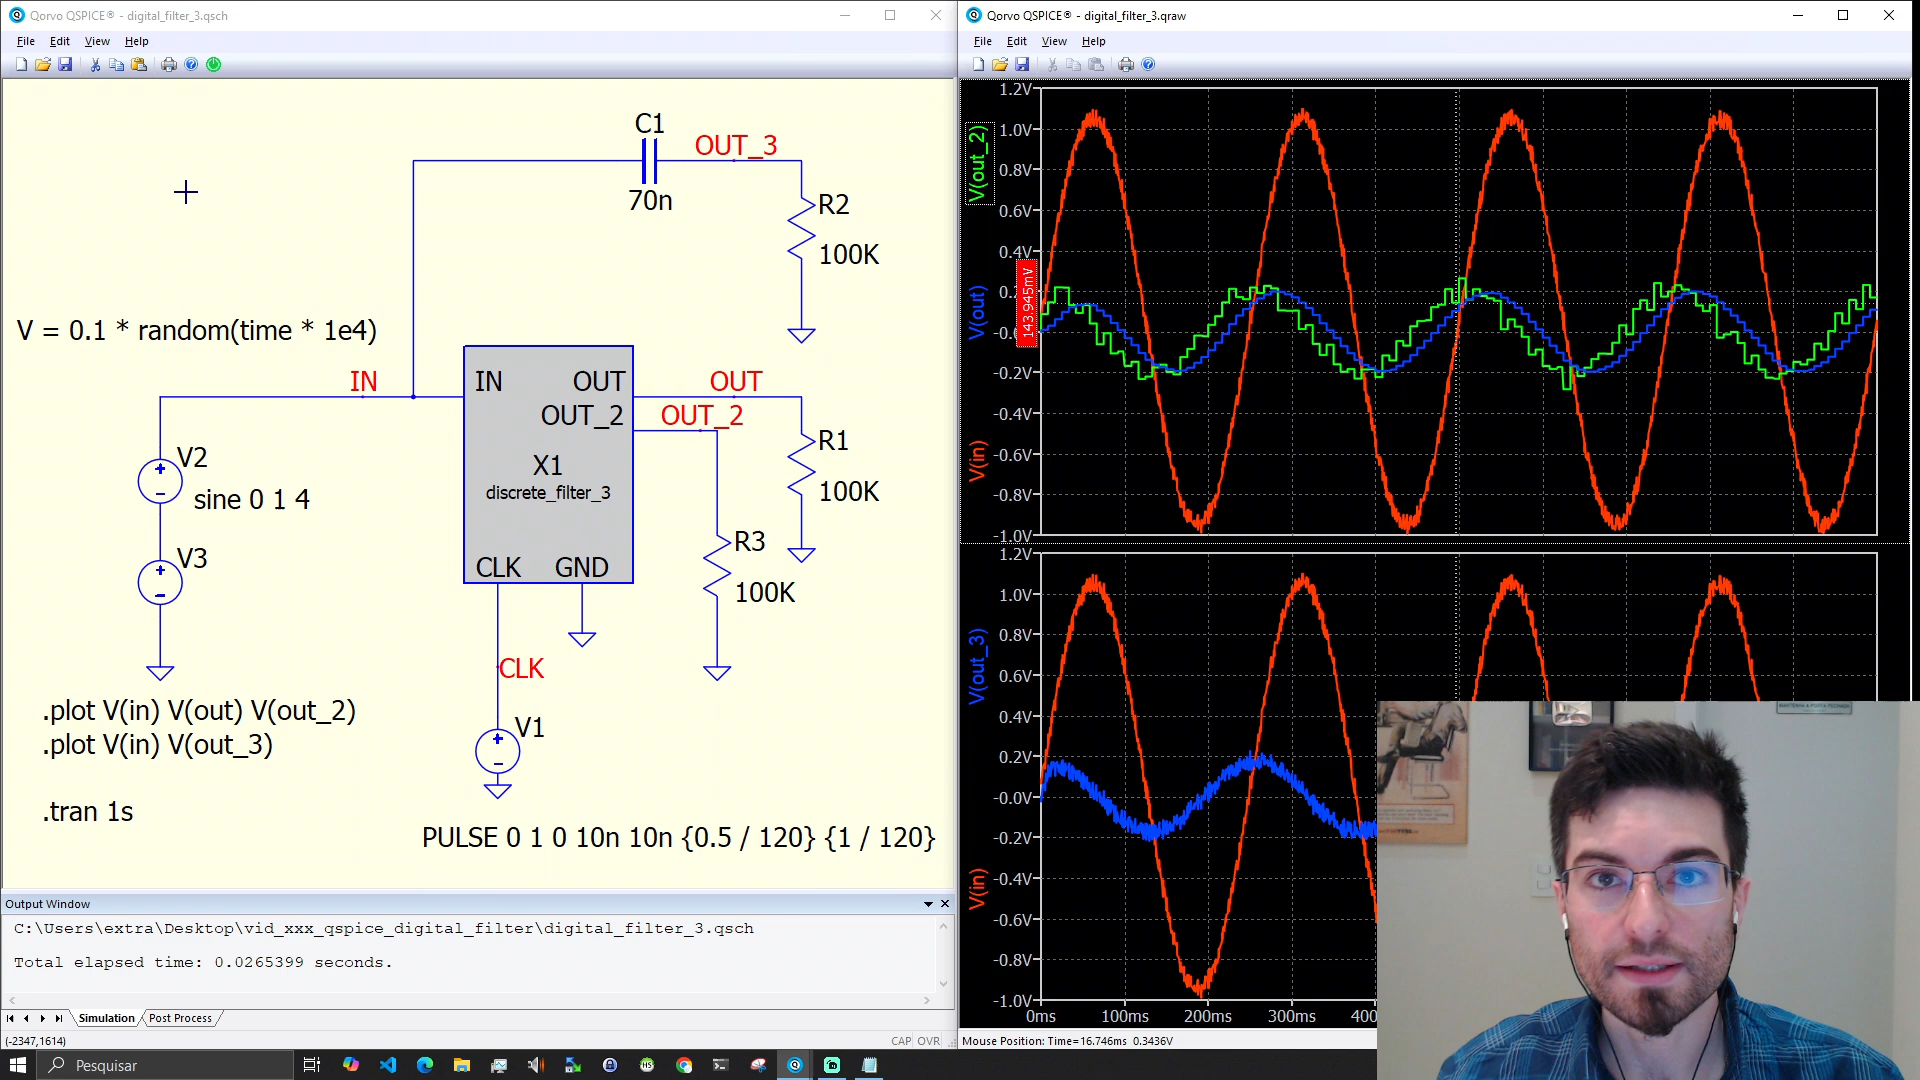 Qorvo QSPICE® - digital_filter_3.qsch
File Edit View Help
C1
OUT_3
70n
R2
100K
V = 0.1 * random(time * 1e4)
IN
IN
OUT
OUT
OUT_2
OUT_2
X1
discrete_filter_3
R1
100K
V2
sine 0 1 4
V3
R3
100K
CLK
GND
CLK
V1
.plot V(in) V(out) V(out_2)
.plot V(in) V(out_3)
.tran 1s
PULSE 0 1 0 10n 10n {0.5 / 120} {1 / 120}
Output Window
C:\Users\extra\Desktop\vid_xxx_qspice_digital_filter\digital_filter_3.qsch
Total elapsed time: 0.0265399 seconds.
Simulation
Post Process
(-2347,1614)
CAP OVR
Pesquisar
Qorvo QSPICE® - digital_filter_3.qraw
File Edit View Help
V(out_2)
V(out)
V(in)
143.945mV
1.2V
1.0V
0.8V
0.6V
0.4V
-0.2V
-0.4V
-0.6V
-0.8V
-1.0V
V(out_3)
V(in)
1.2V
1.0V
0.8V
0.6V
0.4V
0.2V
-0.0V
-0.2V
-0.4V
-0.6V
-0.8V
-1.0V
0ms 100ms 200ms 300ms
Mouse Position: Time=16.746ms 0.3436V